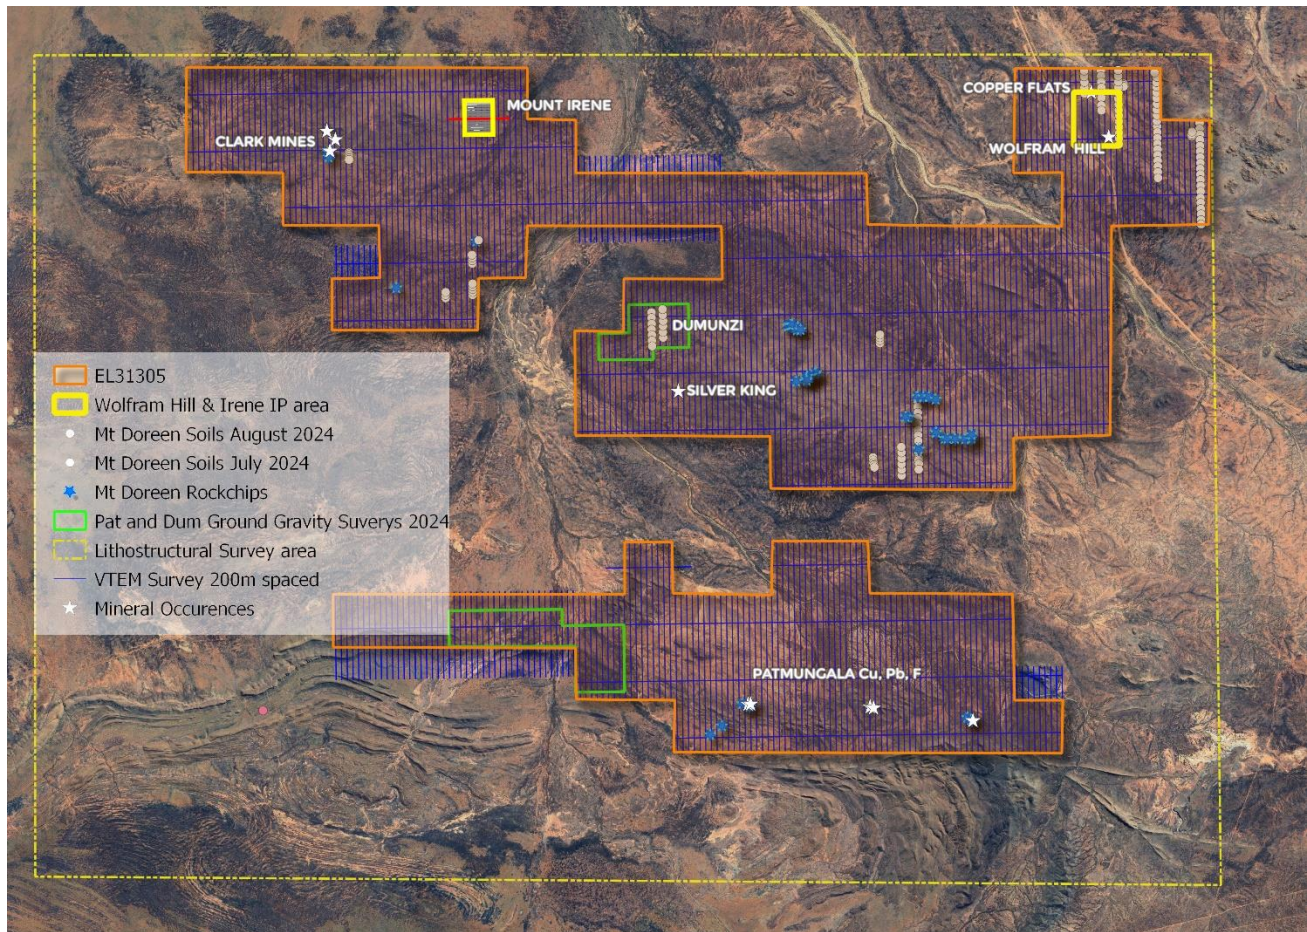 MOUNT IRENE
COPPER FLATS
CLARK MINES
WOLFRAM HILL
DUMUNZI
SILVER KING
EL31305
Wolfram Hill & Irene IP area
Mt Doreen Soils August 2024
Mt Doreen Soils July 2024
Mt Doreen Rockchips
Pat and Dum Ground Gravity Suverys 2024
Lithostructural Survey area
VTEM Survey 200m spaced
Mineral Occurences
PATMUNGALA Cu, Pb, F